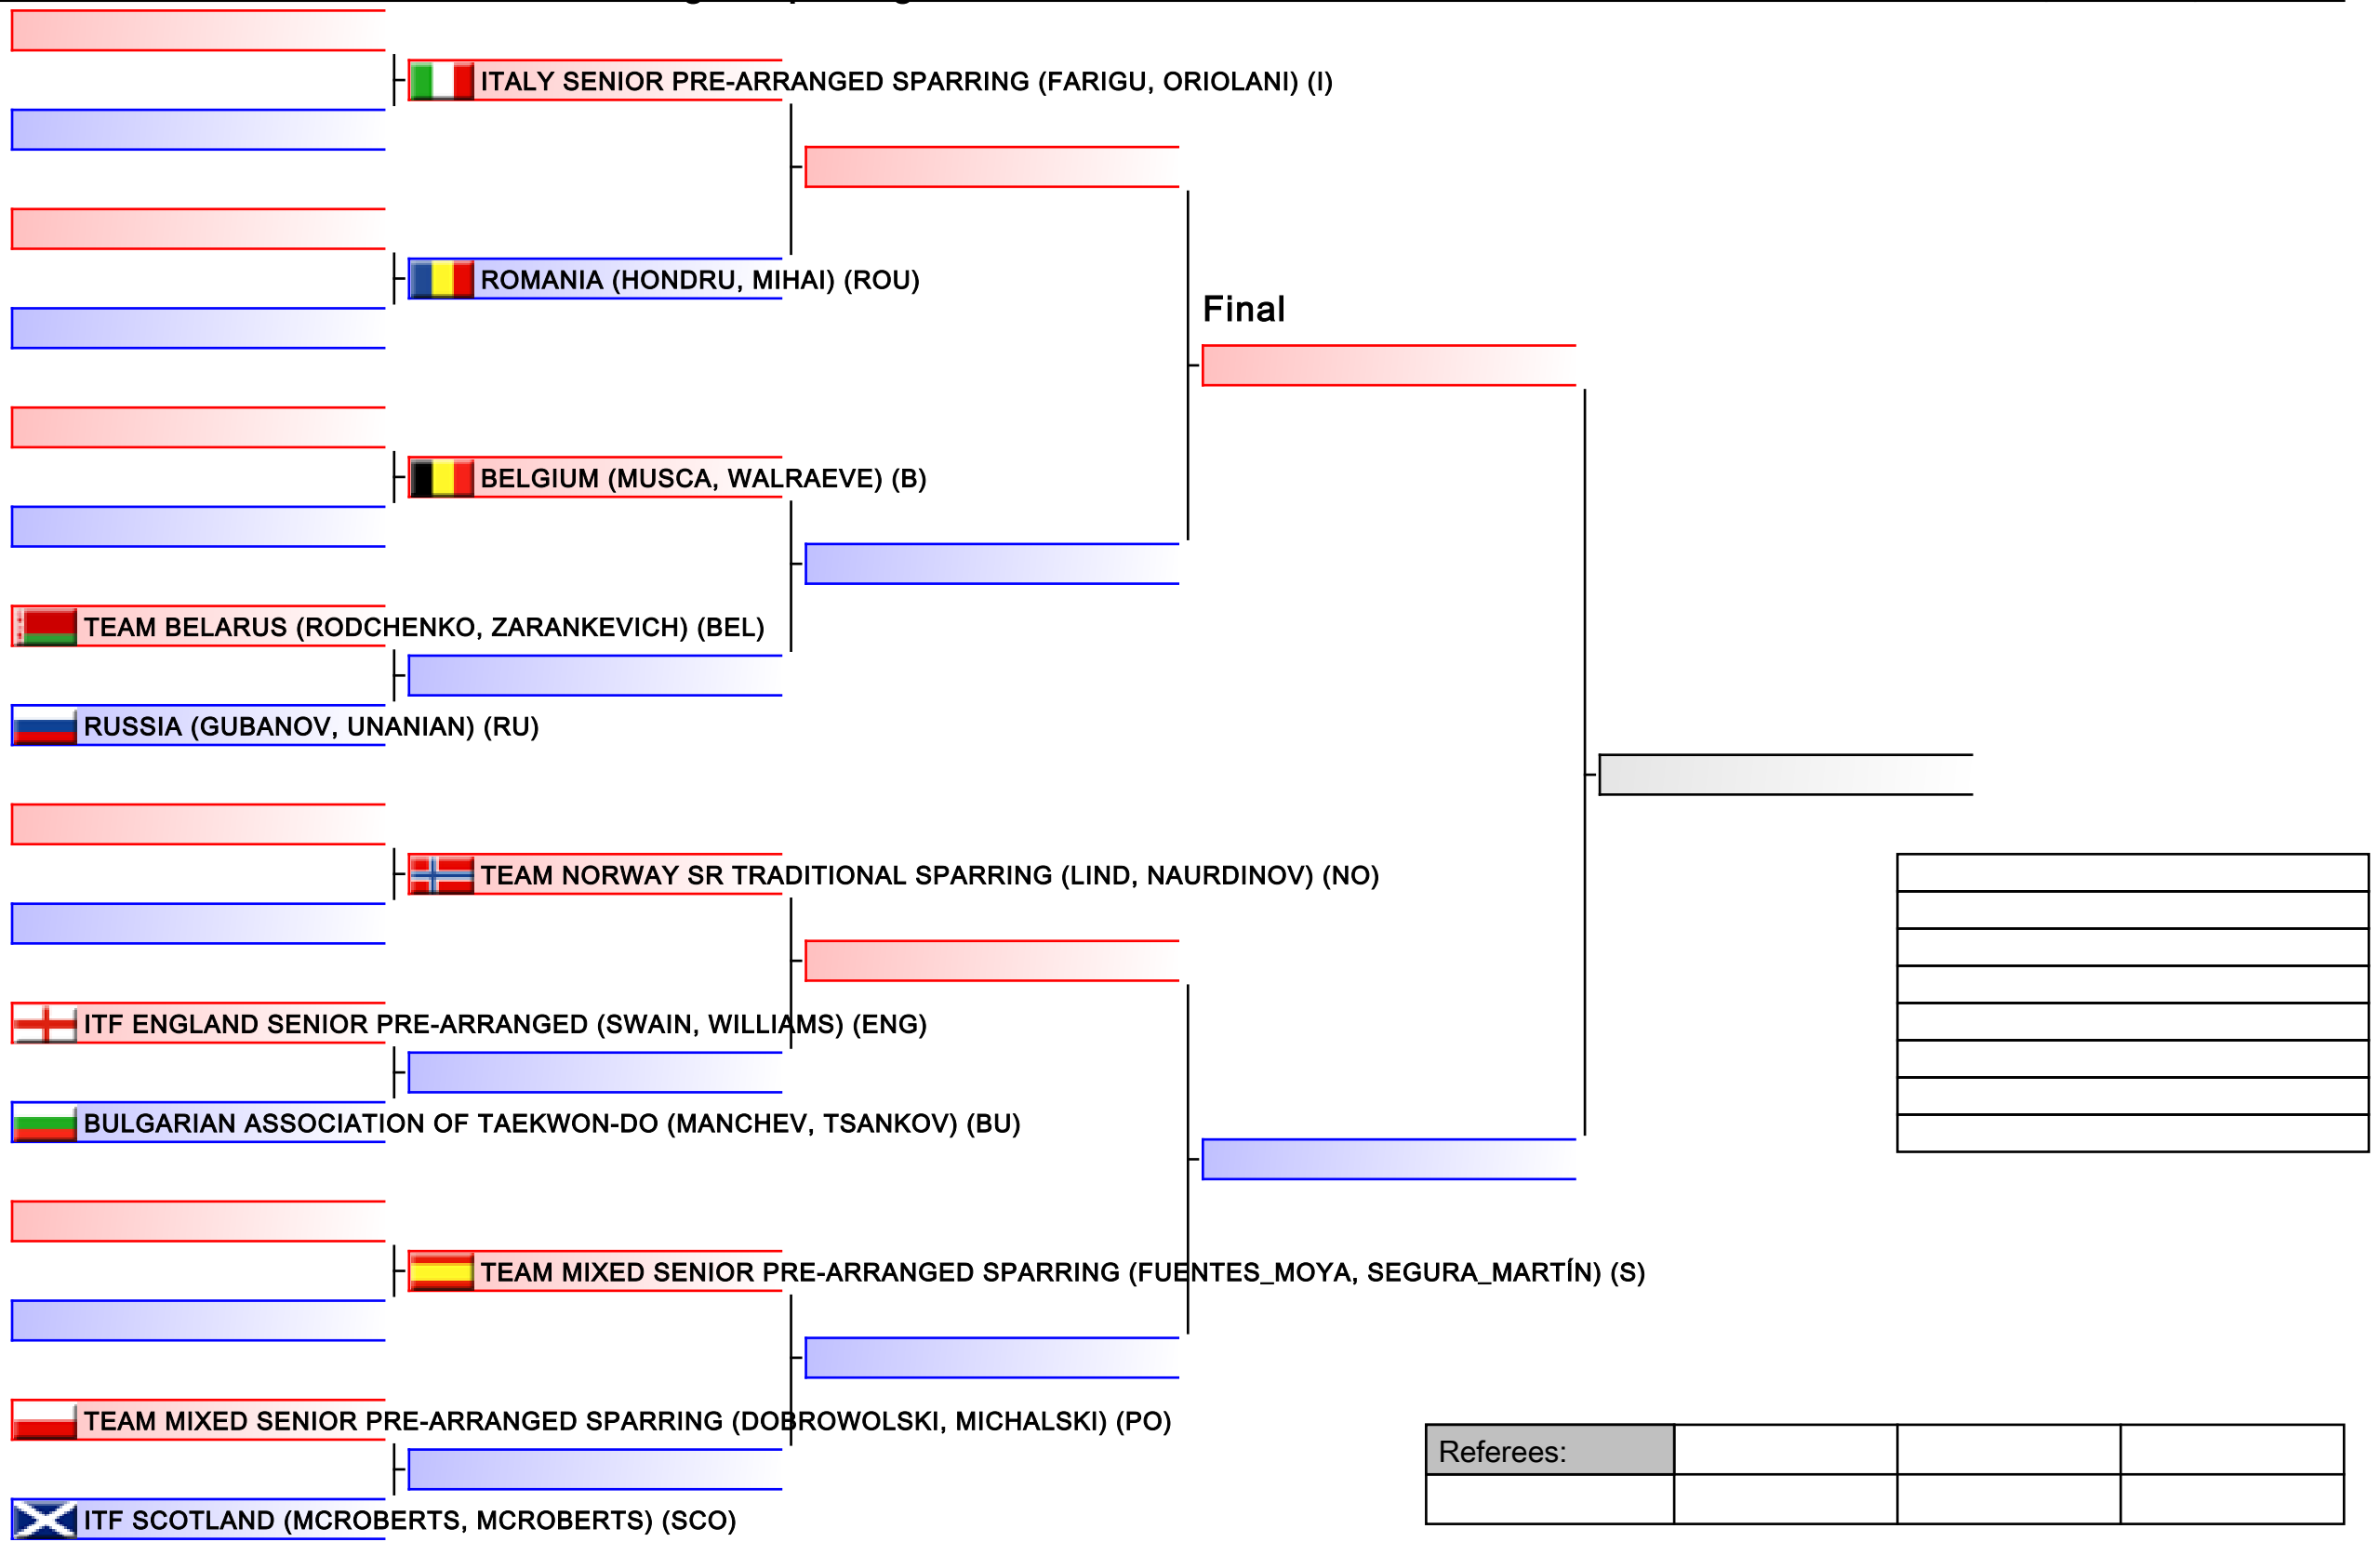 ITALY SENIOR PRE-ARRANGED SPARRING (FARIGU, ORIOLANI) (I)
ROMANIA (HONDRU, MIHAI) (ROU)
Final
BELGIUM (MUSCA, WALRAEVE) (B)
TEAM BELARUS (RODCHENKO, ZARANKEVICH) (BEL)
RUSSIA (GUBANOV, UNANIAN) (RU)
TEAM NORWAY SR TRADITIONAL SPARRING (LIND, NAURDINOV) (NO)
ITF ENGLAND SENIOR PRE-ARRANGED (SWAIN, WILLIAMS) (ENG)
BULGARIAN ASSOCIATION OF TAEKWON-DO (MANCHEV, TSANKOV) (BU)
TEAM MIXED SENIOR PRE-ARRANGED SPARRING (FUENTES_MOYA, SEGURA_MARTÍN) (S)
TEAM MIXED SENIOR PRE-ARRANGED SPARRING (DOBROWOLSKI, MICHALSKI) (PO)
Referees:
ITF SCOTLAND (MCROBERTS, MCROBERTS) (SCO)